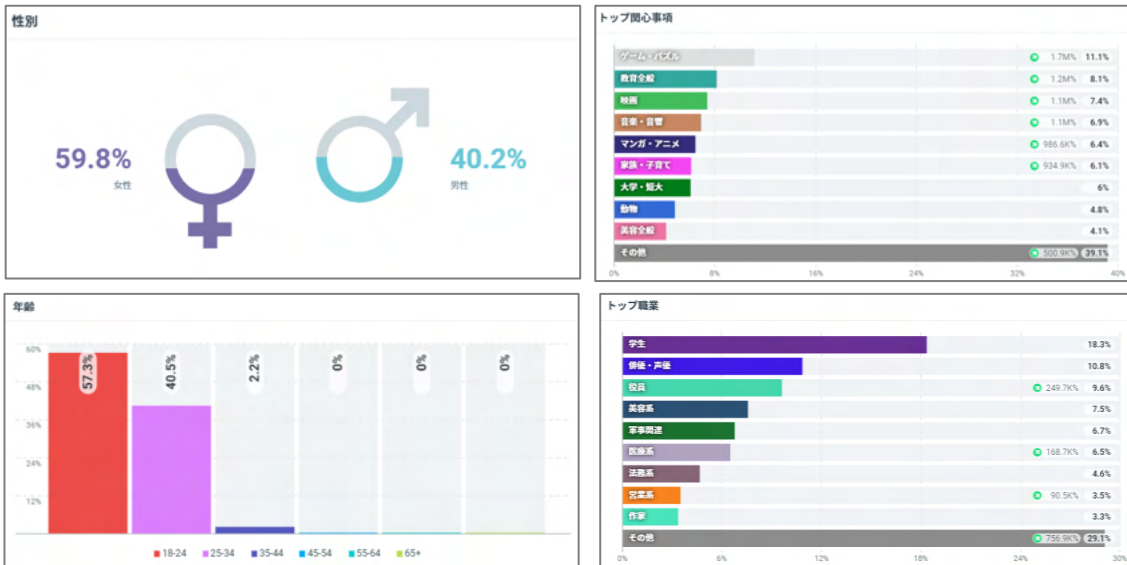 性別
59.8%
女性
40.2%
男性
トップ関心事項
ゲーム・パズル 1.7M% 11.1%
教育全般 1.2M% 8.1%
映画 1.1M% 7.4%
音楽・音響 1.1M% 6.9%
マンガ・アニメ 986.6K% 6.4%
家族・子育て 934.9K% 6.1%
大学・短大 6%
動物 4.8%
美容全般 4.1%
その他 500.9K% 39.1%
0% 8% 16% 24% 32% 40%
年齢
60%
48%
36%
24%
12%
57.3% 40.5% 2.2% 0% 0% 0%
18-24 25-34 35-44 45-54 55-64 65+
トップ職業
学生 18.3%
俳優・声優 10.8%
役員 249.7K% 9.6%
美容系 7.5%
軍事関連 6.7%
医療系 168.7K% 6.5%
法務系 4.6%
営業系 90.5K% 3.5%
作家 3.3%
その他 756.9K% 29.1%
0% 6% 12% 18% 24% 30%